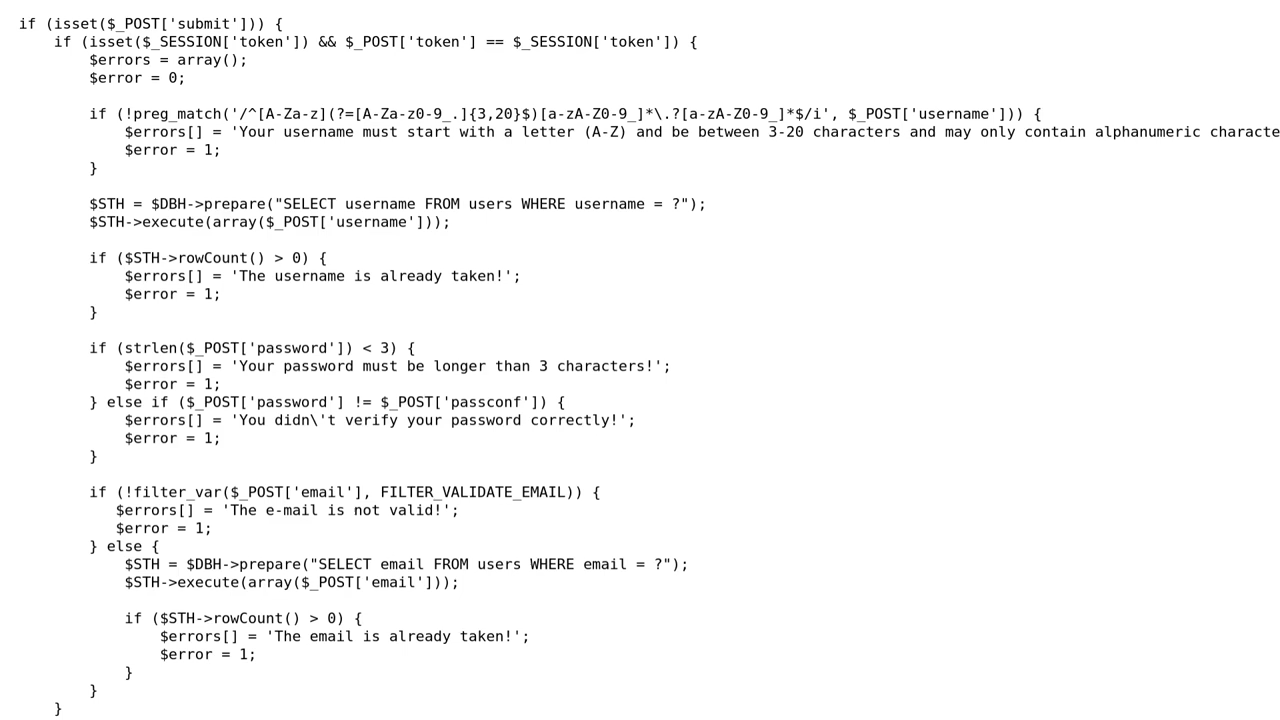 if (isset($_POST['submit'])) {
    if (isset($_SESSION['token']) && $_POST['token'] == $_SESSION['token']) {
        $errors = array();
        $error = 0;

        if (!preg_match('/^[A-Za-z](?=[A-Za-z0-9_.]{3,20}$)[a-zA-Z0-9_]*\.?[a-zA-Z0-9_]*$/i', $_POST['username'])) {
            $errors[] = 'Your username must start with a letter (A-Z) and be between 3-20 characters and may only contain alphanumeric characte
            $error = 1;
        }

        $STH = $DBH->prepare("SELECT username FROM users WHERE username = ?");
        $STH->execute(array($_POST['username']));

        if ($STH->rowCount() > 0) {
            $errors[] = 'The username is already taken!';
            $error = 1;
        }

        if (strlen($_POST['password']) < 3) {
            $errors[] = 'Your password must be longer than 3 characters!';
            $error = 1;
        } else if ($_POST['password'] != $_POST['passconf']) {
            $errors[] = 'You didn\'t verify your password correctly!';
            $error = 1;
        }

        if (!filter_var($_POST['email'], FILTER_VALIDATE_EMAIL)) {
           $errors[] = 'The e-mail is not valid!';
           $error = 1;
        } else {
            $STH = $DBH->prepare("SELECT email FROM users WHERE email = ?");
            $STH->execute(array($_POST['email']));

            if ($STH->rowCount() > 0) {
                $errors[] = 'The email is already taken!';
                $error = 1;
            }
        }
    }